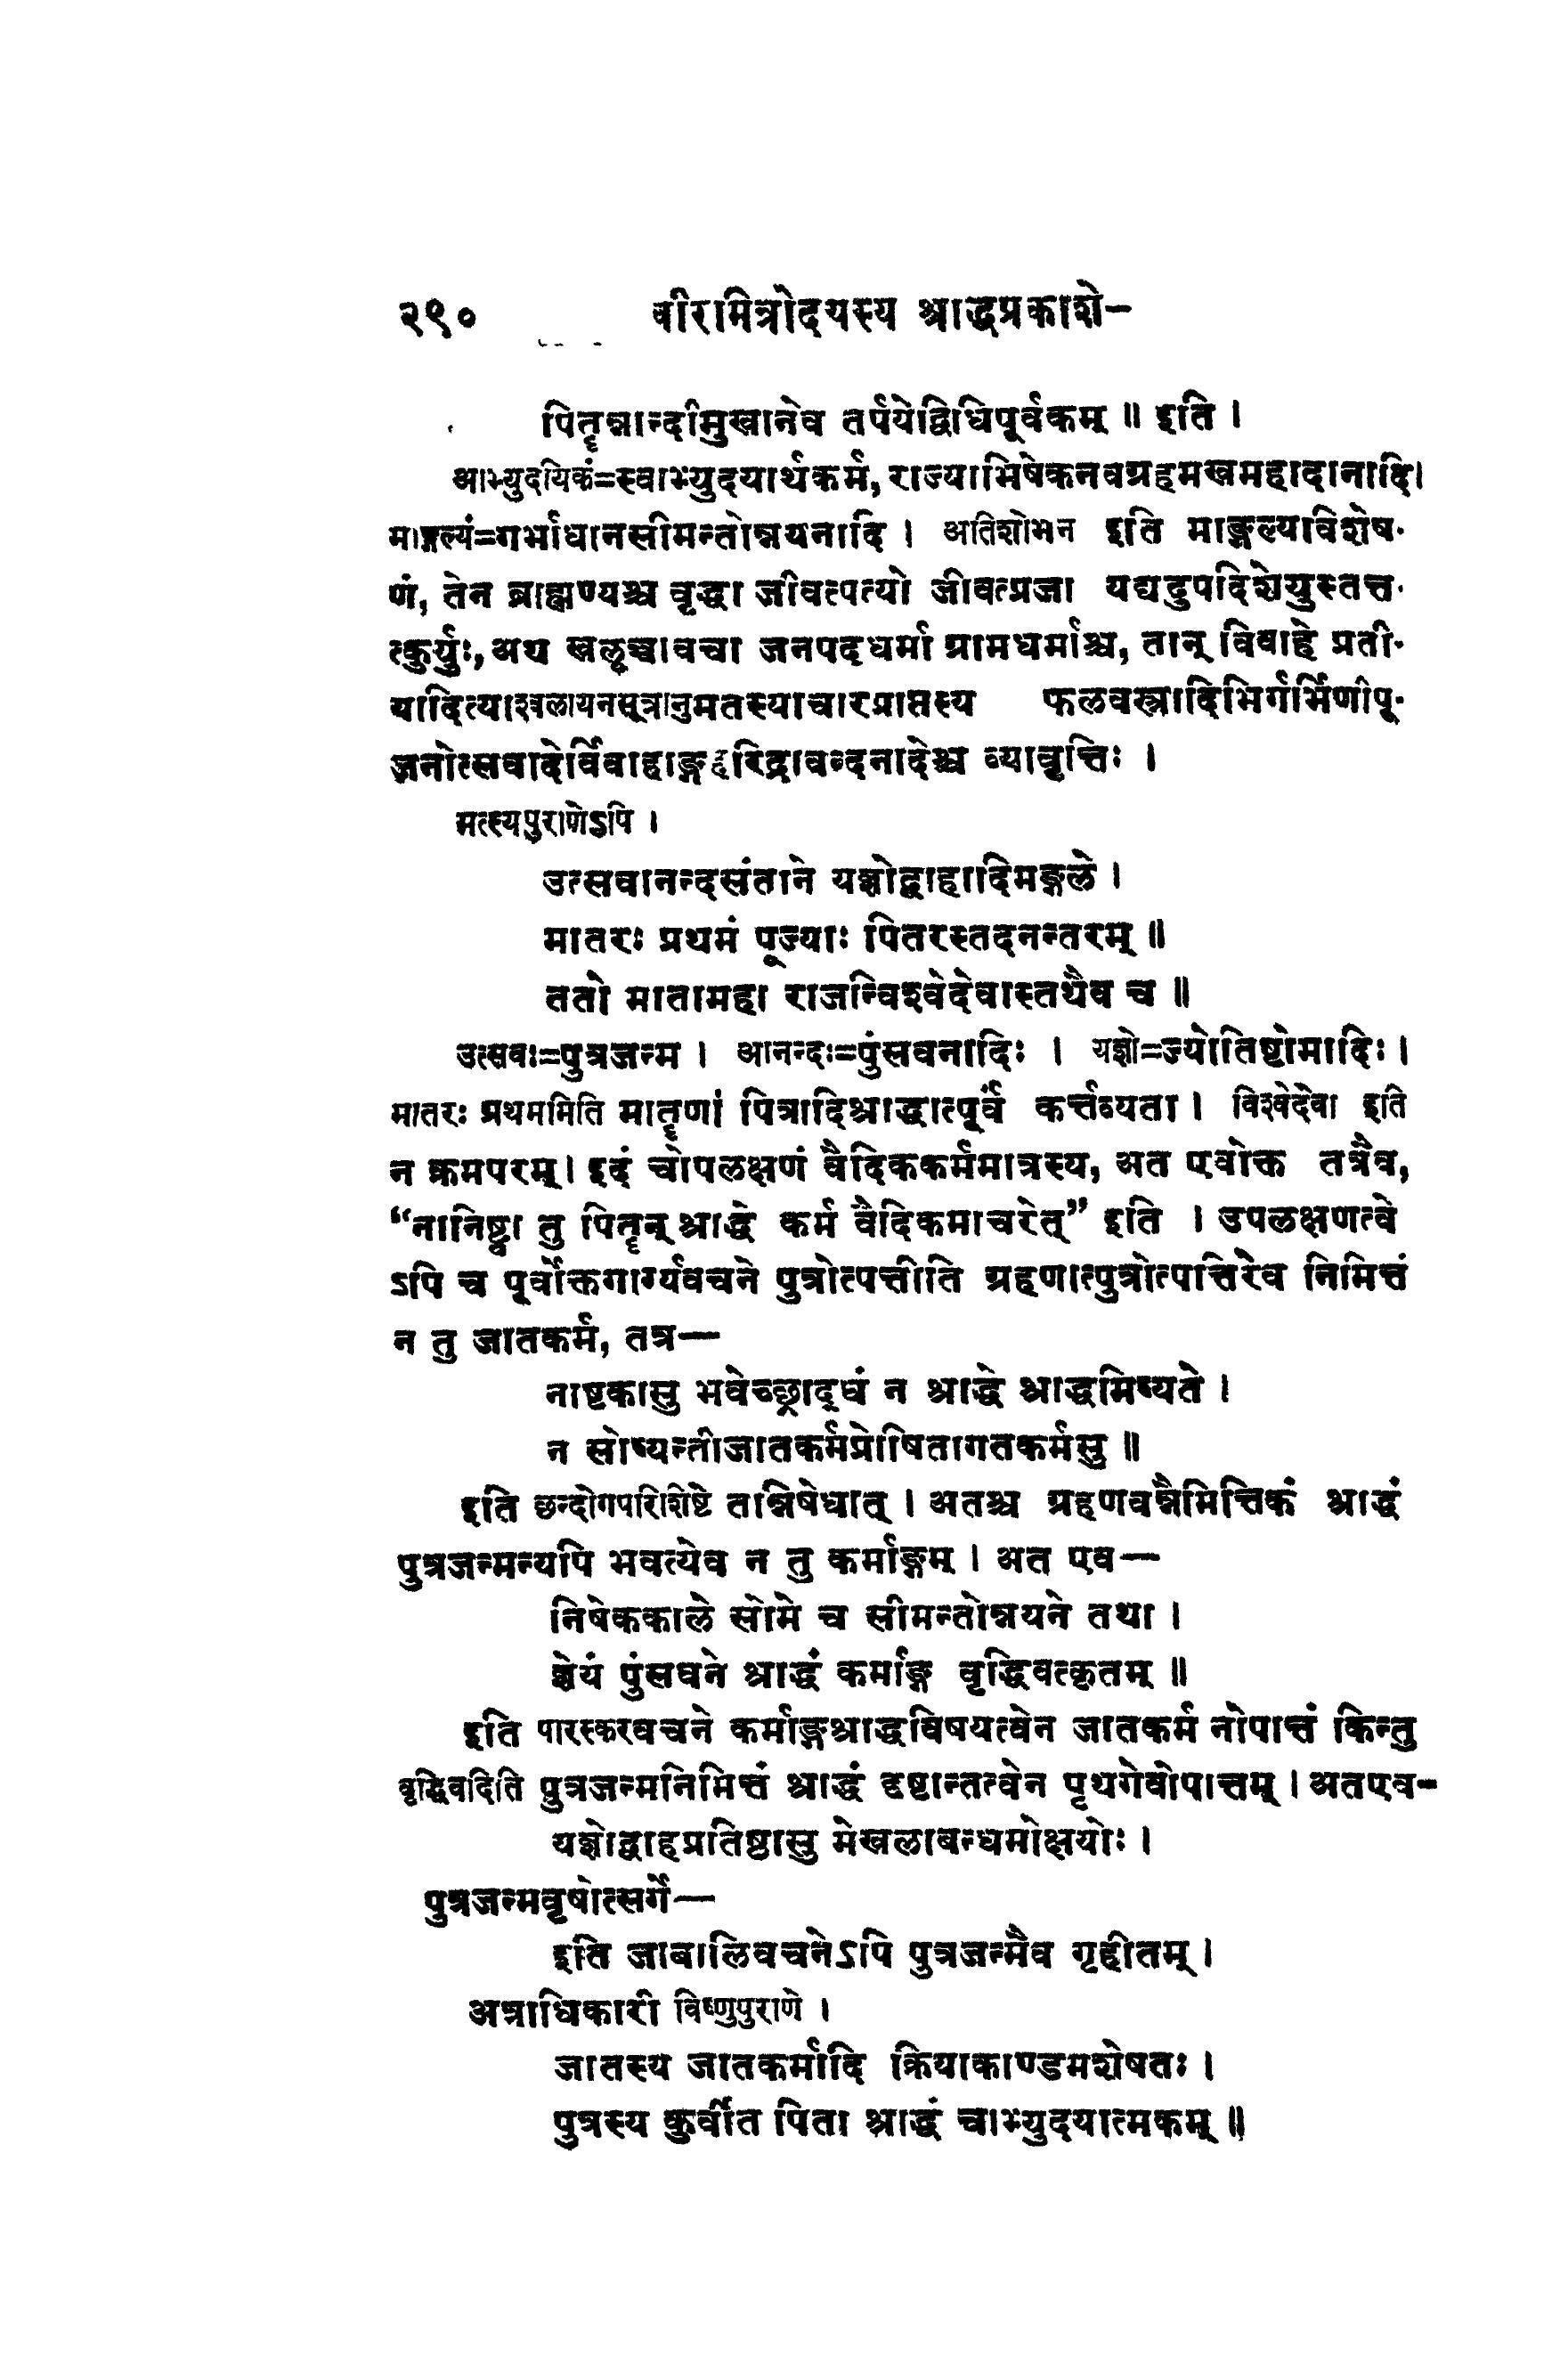 २९० वीरमित्रोदयस्य श्राद्धप्रकाशे–
पितॄन्नान्दीमुखानेव तर्पयेद्विधिपूर्वकम् ॥ इति ।
आभ्युदयिकं=स्वाभ्युदयार्थकर्म, राज्याभिषेकनवग्रहमखमहादानादि।
माङ्गल्यं=गर्भाधानसीमन्तोन्नयनादि । अतिशोभन इति माङ्गल्यविशेष-
णं, तेन ब्राह्मण्यश्च वृद्धा जीवत्पत्यो जीवत्प्रजा यद्यदुपदिशेयुस्तत्त-
त्कुर्युः, अथ खलूच्चावचा जनपदधर्मा ग्रामधर्माश्च, तान् विवाहे प्रती-
यादित्याश्वलायनसूत्रानुमतस्याचारप्राप्तस्य फलवस्त्रादिभिर्गर्भिणीपू-
जनोत्सवादेर्विवाहाङ्गहरिद्रावन्दनादेश्च व्यावृत्तिः ।
मत्स्यपुराणेऽपि ।
उत्सवानन्दसंताने यज्ञोद्वाहादिमङ्गले ।
मातरः प्रथमं पूज्याः पितरस्तदनन्तरम् ॥
ततो मातामहा राजन्विश्वेदेवास्तथैव च ॥
उत्सवः=पुत्रजन्म । आनन्दः=पुंसवनादिः । यज्ञो=ज्योतिष्टोमादिः ।
मातरः प्रथममिति मातॄणां पित्रादिश्राद्धात्पूर्वं कर्त्तव्यता । विश्वेदेवा इति
न क्रमपरम् । इदं चोपलक्षणं वैदिककर्ममात्रस्य, अत एवोक्त तत्रैव,
“नानिष्ट्वा तु पितॄन् श्राद्धे कर्म वैदिकमाचरेत्” इति । उपलक्षणत्वे
ऽपि च पूर्वोक्तगार्ग्यवचने पुत्रोत्पत्तीति ग्रहणात्पुत्रोत्पत्तिरेव निमित्तं
न तु जातकर्म, तत्र—
नाष्टकासु भवेच्छ्राद्धं न श्राद्धे श्राद्धमिष्यते ।
न सोष्यन्तीजातकर्मप्रोषितागतकर्मसु ॥
इति छन्दोगपरिशिष्टे तन्निषेधात् । अतश्च ग्रहणवन्नैमित्तिकं श्राद्धं
पुत्रजन्मन्यपि भवत्येव न तु कर्माङ्गम् । अत एव—
निषेककाले सोमे च सीमन्तोन्नयने तथा ।
ज्ञेयं पुंसवने श्राद्धं कर्माङ्ग वृद्धिवत्कृतम् ॥
इति पारस्करवचने कर्माङ्गश्राद्धविषयत्वेन जातकर्म नोपात्तं किन्तु
वृद्धिवदिति पुत्रजन्मनिमित्तं श्राद्धं दृष्टान्तत्वेन पृथगेवोपात्तम् । अतएव-
यज्ञोद्वाहप्रतिष्ठासु मेखलाबन्धमोक्षयोः ।
पुत्रजन्मवृषोत्सर्गे—
इति जाबालिवचनेऽपि पुत्रजन्मैव गृहीतम् ।
अत्राधिकारी विष्णुपुराणे ।
जातस्य जातकर्मादि क्रियाकाण्डमशेषतः ।
पुत्रस्य कुर्वीत पिता श्राद्धं चाभ्युदयात्मकम् ॥